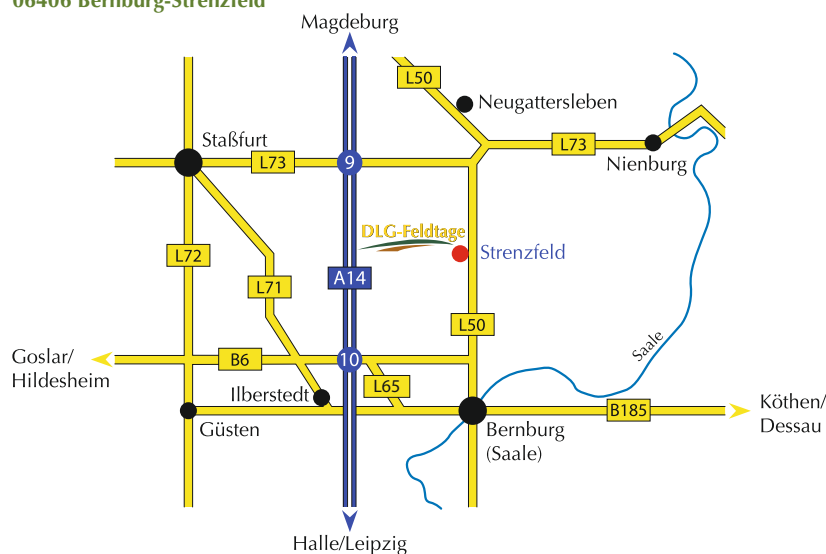 06406 Bernburg-Strenzfeld
Magdeburg
L50
Neugattersleben
Staßfurt
L73
9
L73
Nienburg
DLG-Feldtage
Strenzfeld
L72
A14
L71
L50
Saale
Goslar/
Hildesheim
B6
10
Ilberstedt
L65
Güsten
Bernburg
(Saale)
B185
Köthen/
Dessau
Halle/Leipzig